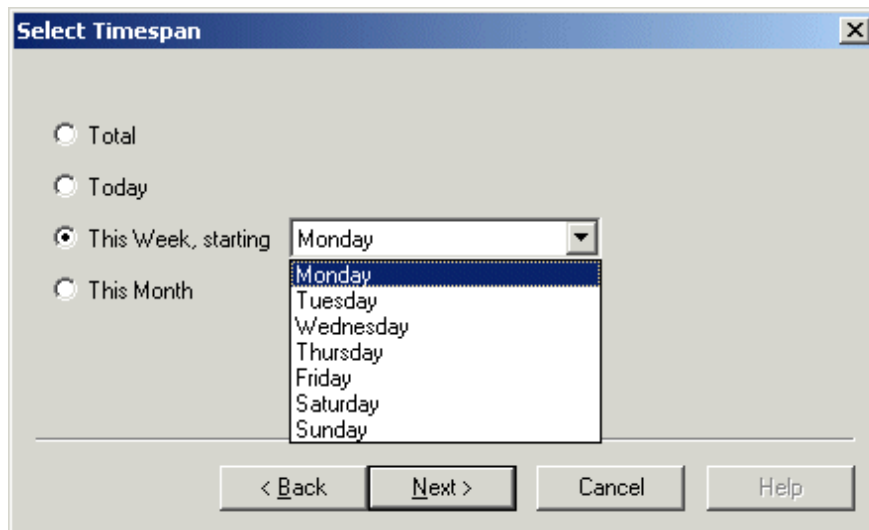 Select Timespan
Total
Today
This Week, starting Monday
This Month
Monday
Tuesday
Wednesday
Thursday
Friday
Saturday
Sunday
< Back Next > Cancel Help